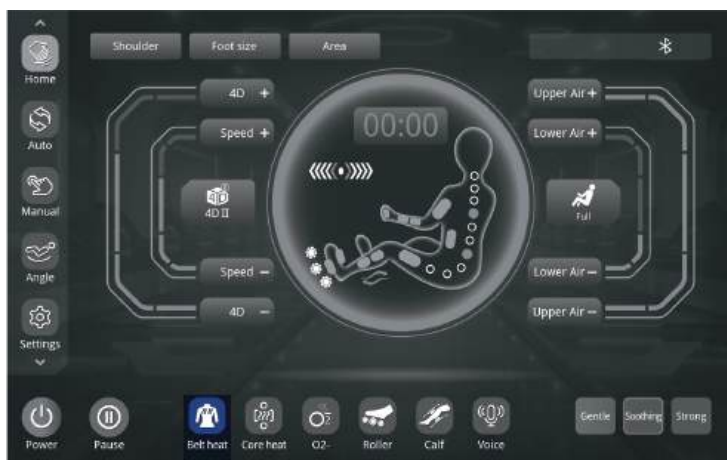 Shoulder
Foot size
Area
Home
4D +
Upper Air +
00:00
Speed +
Lower Air +
Auto
Manual
4D
4D II
Full
Angle
Speed −
Lower Air −
4D −
Upper Air −
Settings
Power
Pause
Belt heat
Core heat
O2-
O2-
Roller
Calf
Voice
Gentle
Soothing
Strong